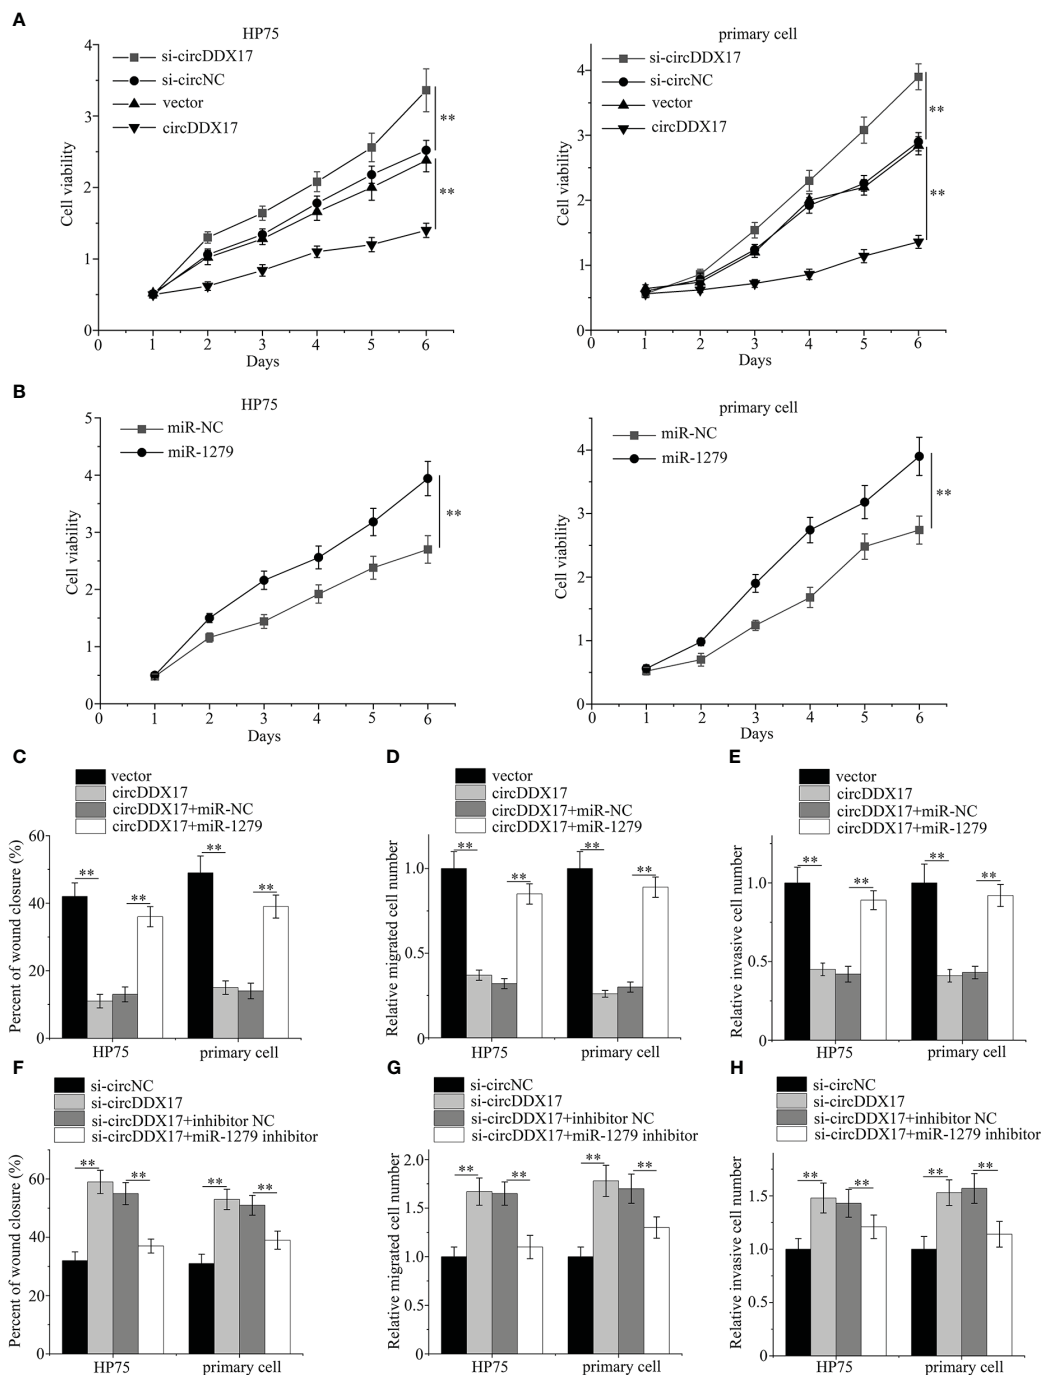 A
HP75
si-circDDX17
si-circNC
vector
circDDX17
Cell viability
4
3
2
1
0
0 1 2 3 4 5 6
Days
**
**
primary cell
si-circDDX17
si-circNC
vector
circDDX17
Cell viability
4
3
2
1
0
0 1 2 3 4 5 6
Days
**
**
B
HP75
miR-NC
miR-1279
Cell viability
5
4
3
2
1
0
0 1 2 3 4 5 6
Days
**
primary cell
miR-NC
miR-1279
Cell viability
4
3
2
1
0
0 1 2 3 4 5 6
Days
**
C
vector
circDDX17
circDDX17+miR-NC
circDDX17+miR-1279
Percent of wound closure (%)
60
40
20
0
** ** ** **
HP75 primary cell
D
vector
circDDX17
circDDX17+miR-NC
circDDX17+miR-1279
Relative migrated cell number
1.0
0.5
0
** ** ** **
HP75 primary cell
E
vector
circDDX17
circDDX17+miR-NC
circDDX17+miR-1279
Relative invasive cell number
1.0
0.5
0
** ** ** **
HP75 primary cell
F
si-circNC
si-circDDX17
si-circDDX17+inhibitor NC
si-circDDX17+miR-1279 inhibitor
Percent of wound closure (%)
60
40
20
0
** ** ** **
HP75 primary cell
G
si-circNC
si-circDDX17
si-circDDX17+inhibitor NC
si-circDDX17+miR-1279 inhibitor
Relative migrated cell number
2.0
1.5
1.0
0.5
0
** ** ** **
HP75 primary cell
H
si-circNC
si-circDDX17
si-circDDX17+inhibitor NC
si-circDDX17+miR-1279 inhibitor
Relative invasive cell number
1.5
1.0
0.5
0
** ** ** **
HP75 primary cell